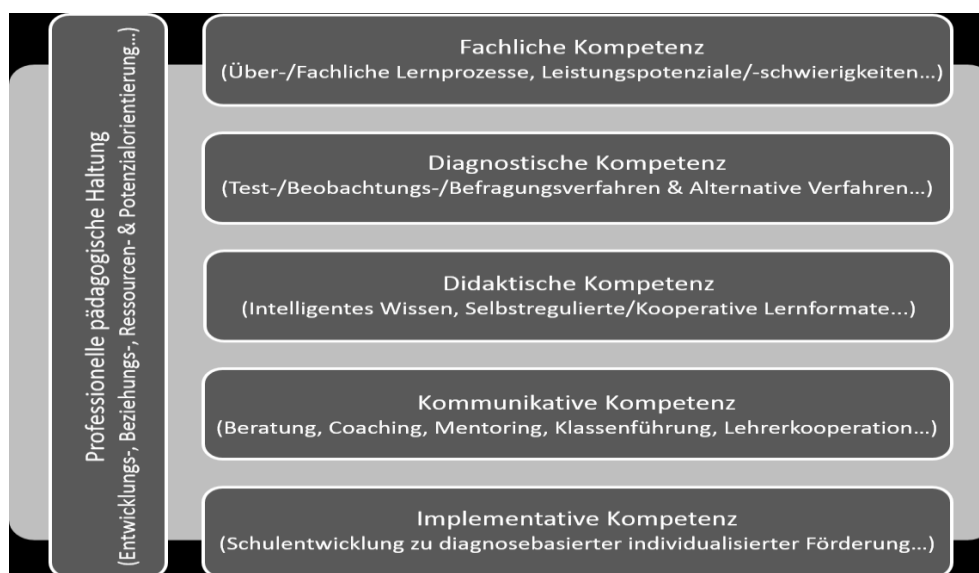 Professionelle pädagogische Haltung
(Entwicklungs-, Beziehungs-, Ressourcen- & Potenzialorientierung...)
Fachliche Kompetenz
(Über-/Fachliche Lernprozesse, Leistungspotenziale/-schwierigkeiten...)
Diagnostische Kompetenz
(Test-/Beobachtungs-/Befragungsverfahren & Alternative Verfahren...)
Didaktische Kompetenz
(Intelligentes Wissen, Selbstregulierte/Kooperative Lernformate...)
Kommunikative Kompetenz
(Beratung, Coaching, Mentoring, Klassenführung, Lehrerkooperation...)
Implementative Kompetenz
(Schulentwicklung zu diagnosebasierter individualisierter Förderung...)